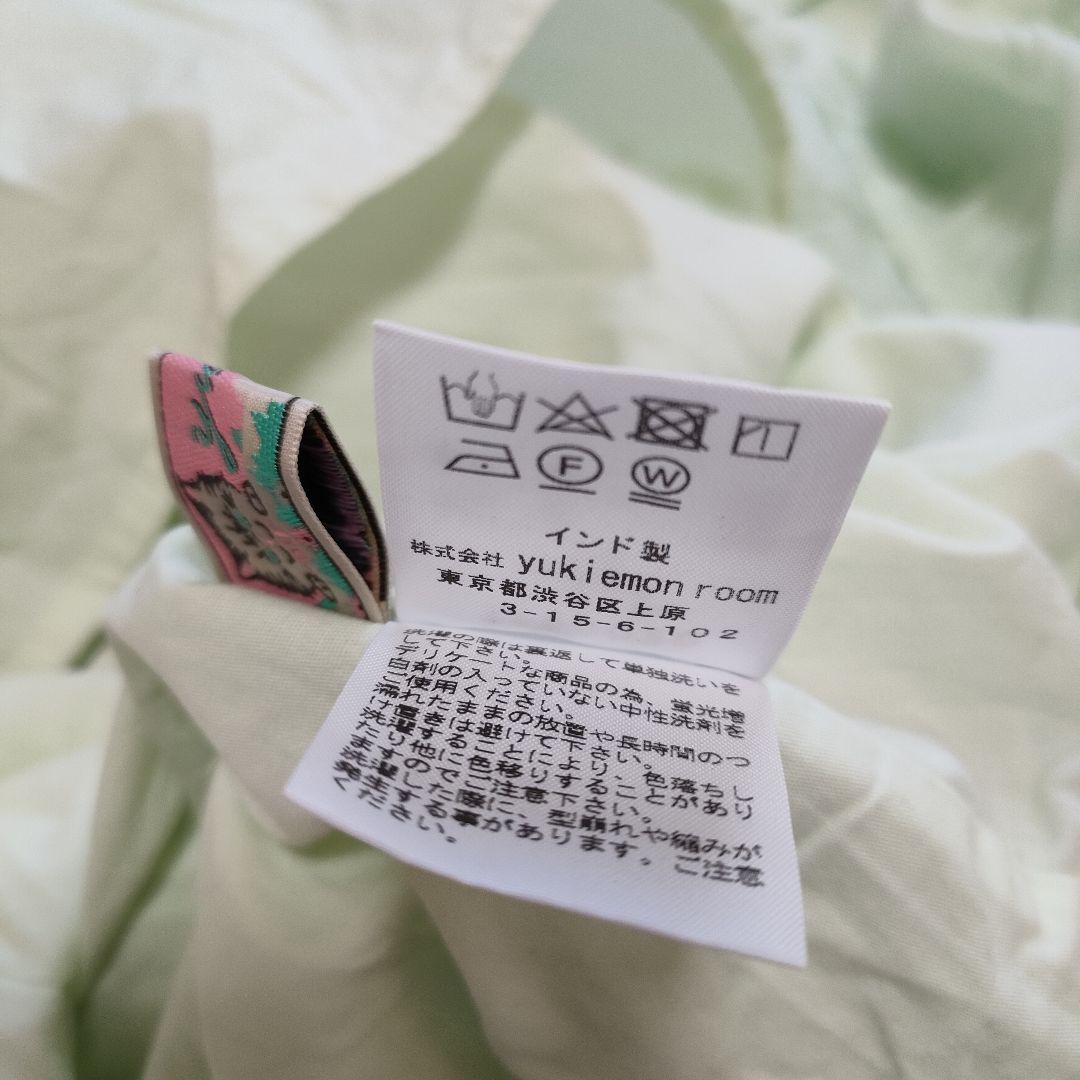 F
W
インド製
株式会社 yukiemon room
東京都渋谷区上原
3-15-6-102
洗濯の際は裏返して単独洗いを
して下さい。
デリケートな商品の為、蛍光増
白剤の入っていない中性洗剤を
ご使用ください。
濡れたままの放置や長時間のつ
け置きは避けて下さい。
洗濯することにより、色落ちし
たり他に色移りすることがあり
ますのでご注意下さい。
洗濯した際に、型崩れや縮みが
発生する事があります。ご注意
ください。